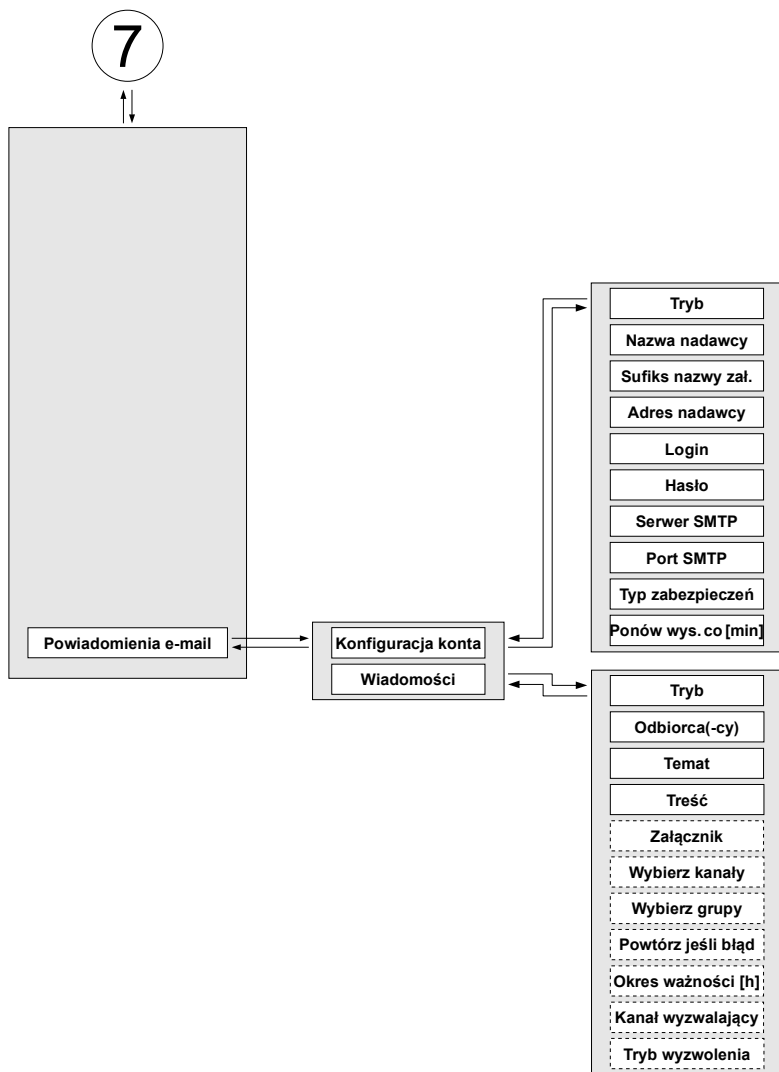 7
Powiadomienia e-mail
Konfiguracja konta
Wiadomości
Tryb
Nazwa nadawcy
Sufiks nazwy zał.
Adres nadawcy
Login
Hasło
Serwer SMTP
Port SMTP
Typ zabezpieczeń
Ponów wys. co [min]
Tryb
Odbiorca(-cy)
Temat
Treść
Załącznik
Wybierz kanały
Wybierz grupy
Powtórz jeśli błąd
Okres ważności [h]
Kanał wyzwalający
Tryb wyzwolenia